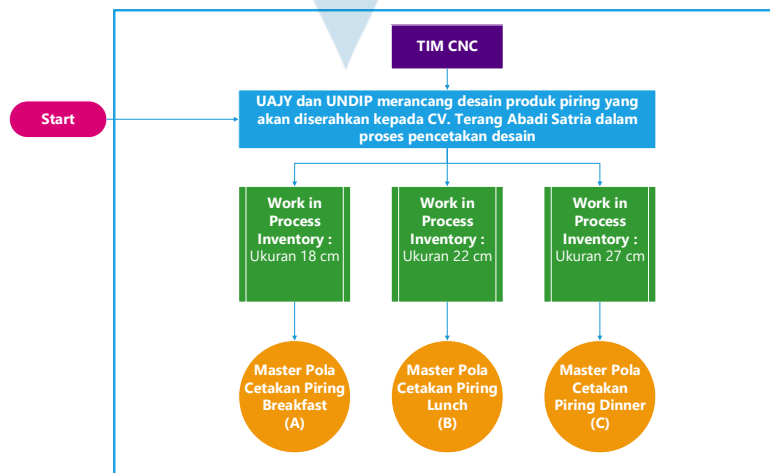 TIM CNC
UAJY dan UNDIP merancang desain produk piring yang
akan diserahkan kepada CV. Terang Abadi Satria dalam
proses pencetakan desain
Start
Work in
Process
Inventory :
Ukuran 18 cm
Work in
Process
Inventory :
Ukuran 22 cm
Work in
Process
Inventory :
Ukuran 27 cm
Master Pola
Cetakan Piring
Breakfast
(A)
Master Pola
Cetakan Piring
Lunch
(B)
Master Pola
Cetakan
Piring Dinner
(C)